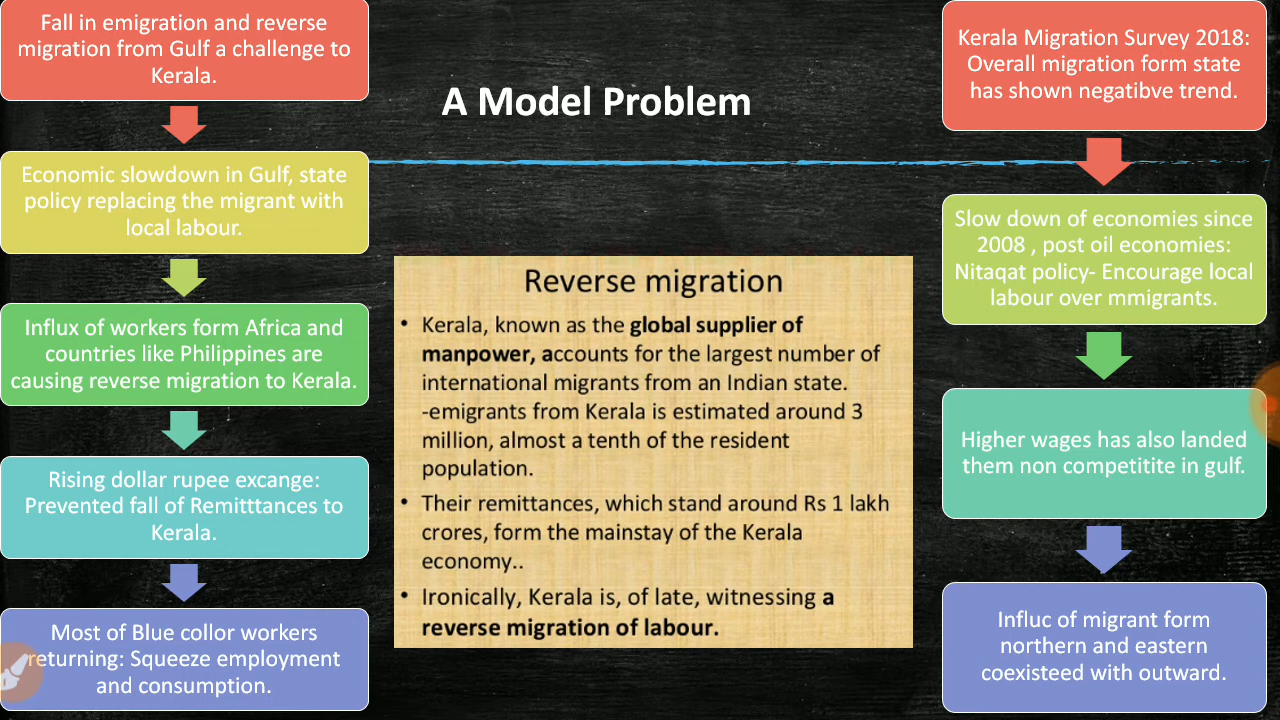 Fall in emigration and reverse
migration from Gulf a challenge to
Kerala.
Economic slowdown in Gulf, state
policy replacing the migrant with
local labour.
Influx of workers form Africa and
countries like Philippines are
causing reverse migration to Kerala.
Rising dollar rupee excange:
Prevented fall of Remitttances to
Kerala.
Most of Blue collor workers
returning: Squeeze employment
and consumption.
A Model Problem
Reverse migration
• Kerala, known as the global supplier of
manpower, accounts for the largest number of
international migrants from an Indian state.
-emigrants from Kerala is estimated around 3
million, almost a tenth of the resident
population.
• Their remittances, which stand around Rs 1 lakh
crores, form the mainstay of the Kerala
economy..
• Ironically, Kerala is, of late, witnessing a
reverse migration of labour.
Kerala Migration Survey 2018:
Overall migration form state
has shown negatibve trend.
Slow down of economies since
2008 , post oil economies:
Nitaqat policy- Encourage local
labour over mmigrants.
Higher wages has also landed
them non competitite in gulf.
Influc of migrant form
northern and eastern
coexisteed with outward.